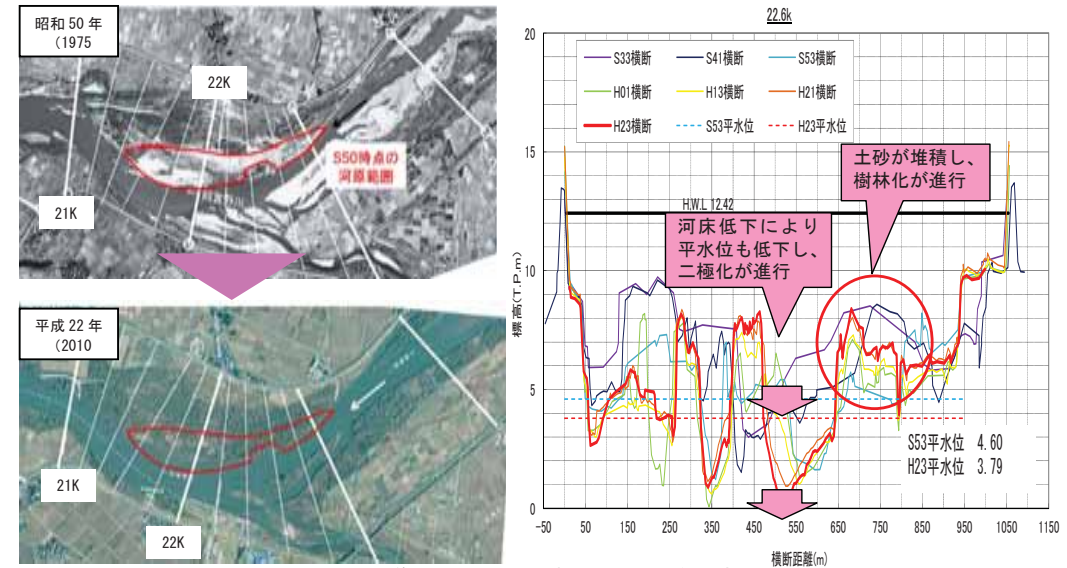 昭和 50 年
（1975
22K
S50時点の
河原範囲
21K
平成 22 年
（2010
21K
22K
22.6k
S33横断
S41横断
S53横断
H01横断
H13横断
H21横断
H23横断
S53平水位
H23平水位
土砂が堆積し、
樹林化が進行
H.W.L 12.42
河床低下により
平水位も低下し、
二極化が進行
S53平水位 4.60
H23平水位 3.79
標高(T.P.m)
20
15
10
5
0
-50 50 150 250 350 450 550 650 750 850 950 1050 1150
横断距離(m)